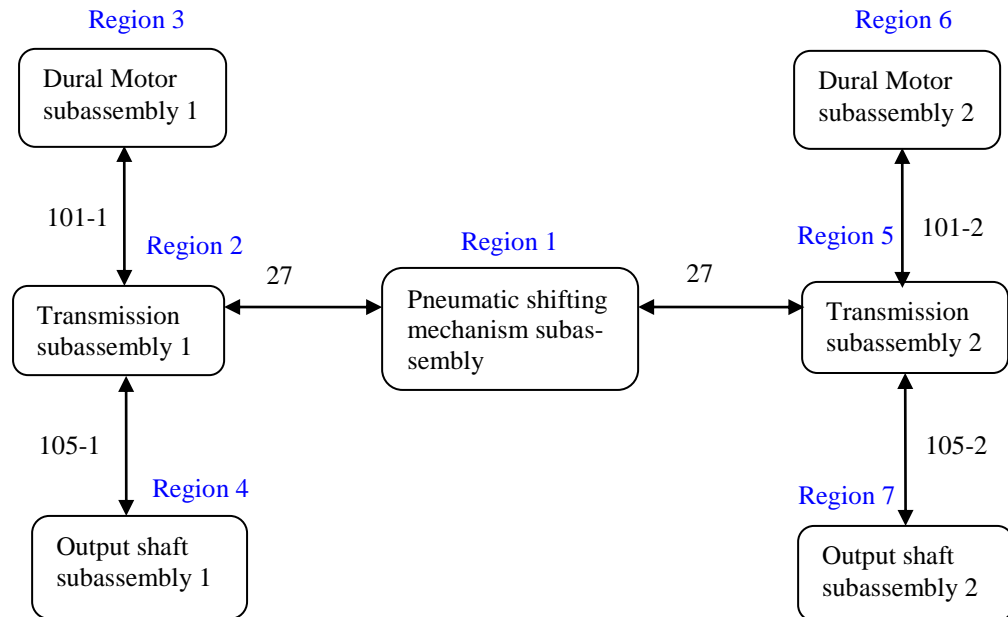 Region 3
Dural Motor
subassembly 1
101-1
Region 2
27
Transmission
subassembly 1
105-1
Region 4
Output shaft
subassembly 1
Region 1
Pneumatic shifting
mechanism subas-
sembly
27
Region 6
Dural Motor
subassembly 2
Region 5
101-2
Transmission
subassembly 2
105-2
Region 7
Output shaft
subassembly 2